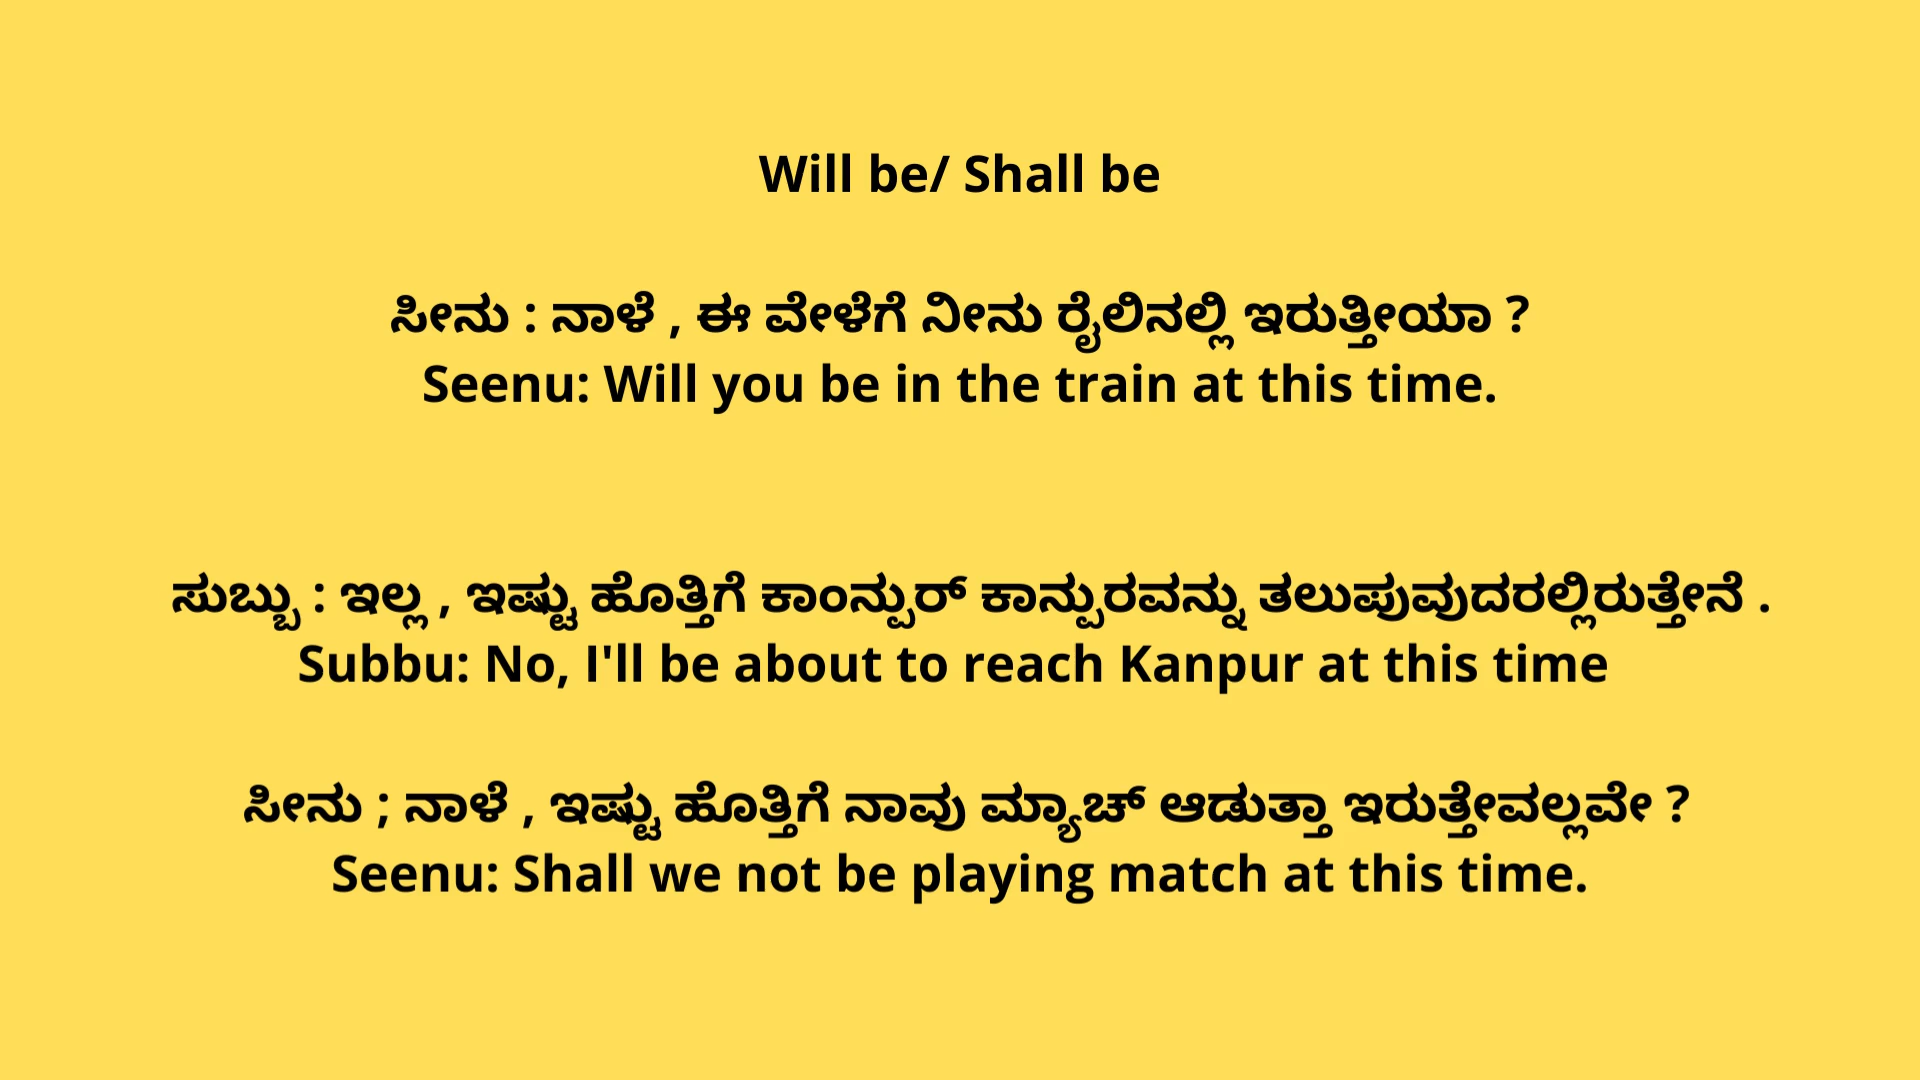 Will be/ Shall be
ಸೀನು : ನಾಳೆ , ಈ ವೇಳೆಗೆ ನೀನು ರೈಲಿನಲ್ಲಿ ಇರುತ್ತೀಯಾ ?
Seenu: Will you be in the train at this time.
ಸುಬ್ಬು : ಇಲ್ಲ , ಇಷ್ಟು ಹೊತ್ತಿಗೆ ಕಾಂನ್ಪುರ್ ಕಾನ್ಪುರವನ್ನು ತಲುಪುವುದರಲ್ಲಿರುತ್ತೇನೆ .
Subbu: No, I'll be about to reach Kanpur at this time
ಸೀನು ; ನಾಳೆ , ಇಷ್ಟು ಹೊತ್ತಿಗೆ ನಾವು ಮ್ಯಾಚ್ ಆಡುತ್ತಾ ಇರುತ್ತೇವಲ್ಲವೇ ?
Seenu: Shall we not be playing match at this time.